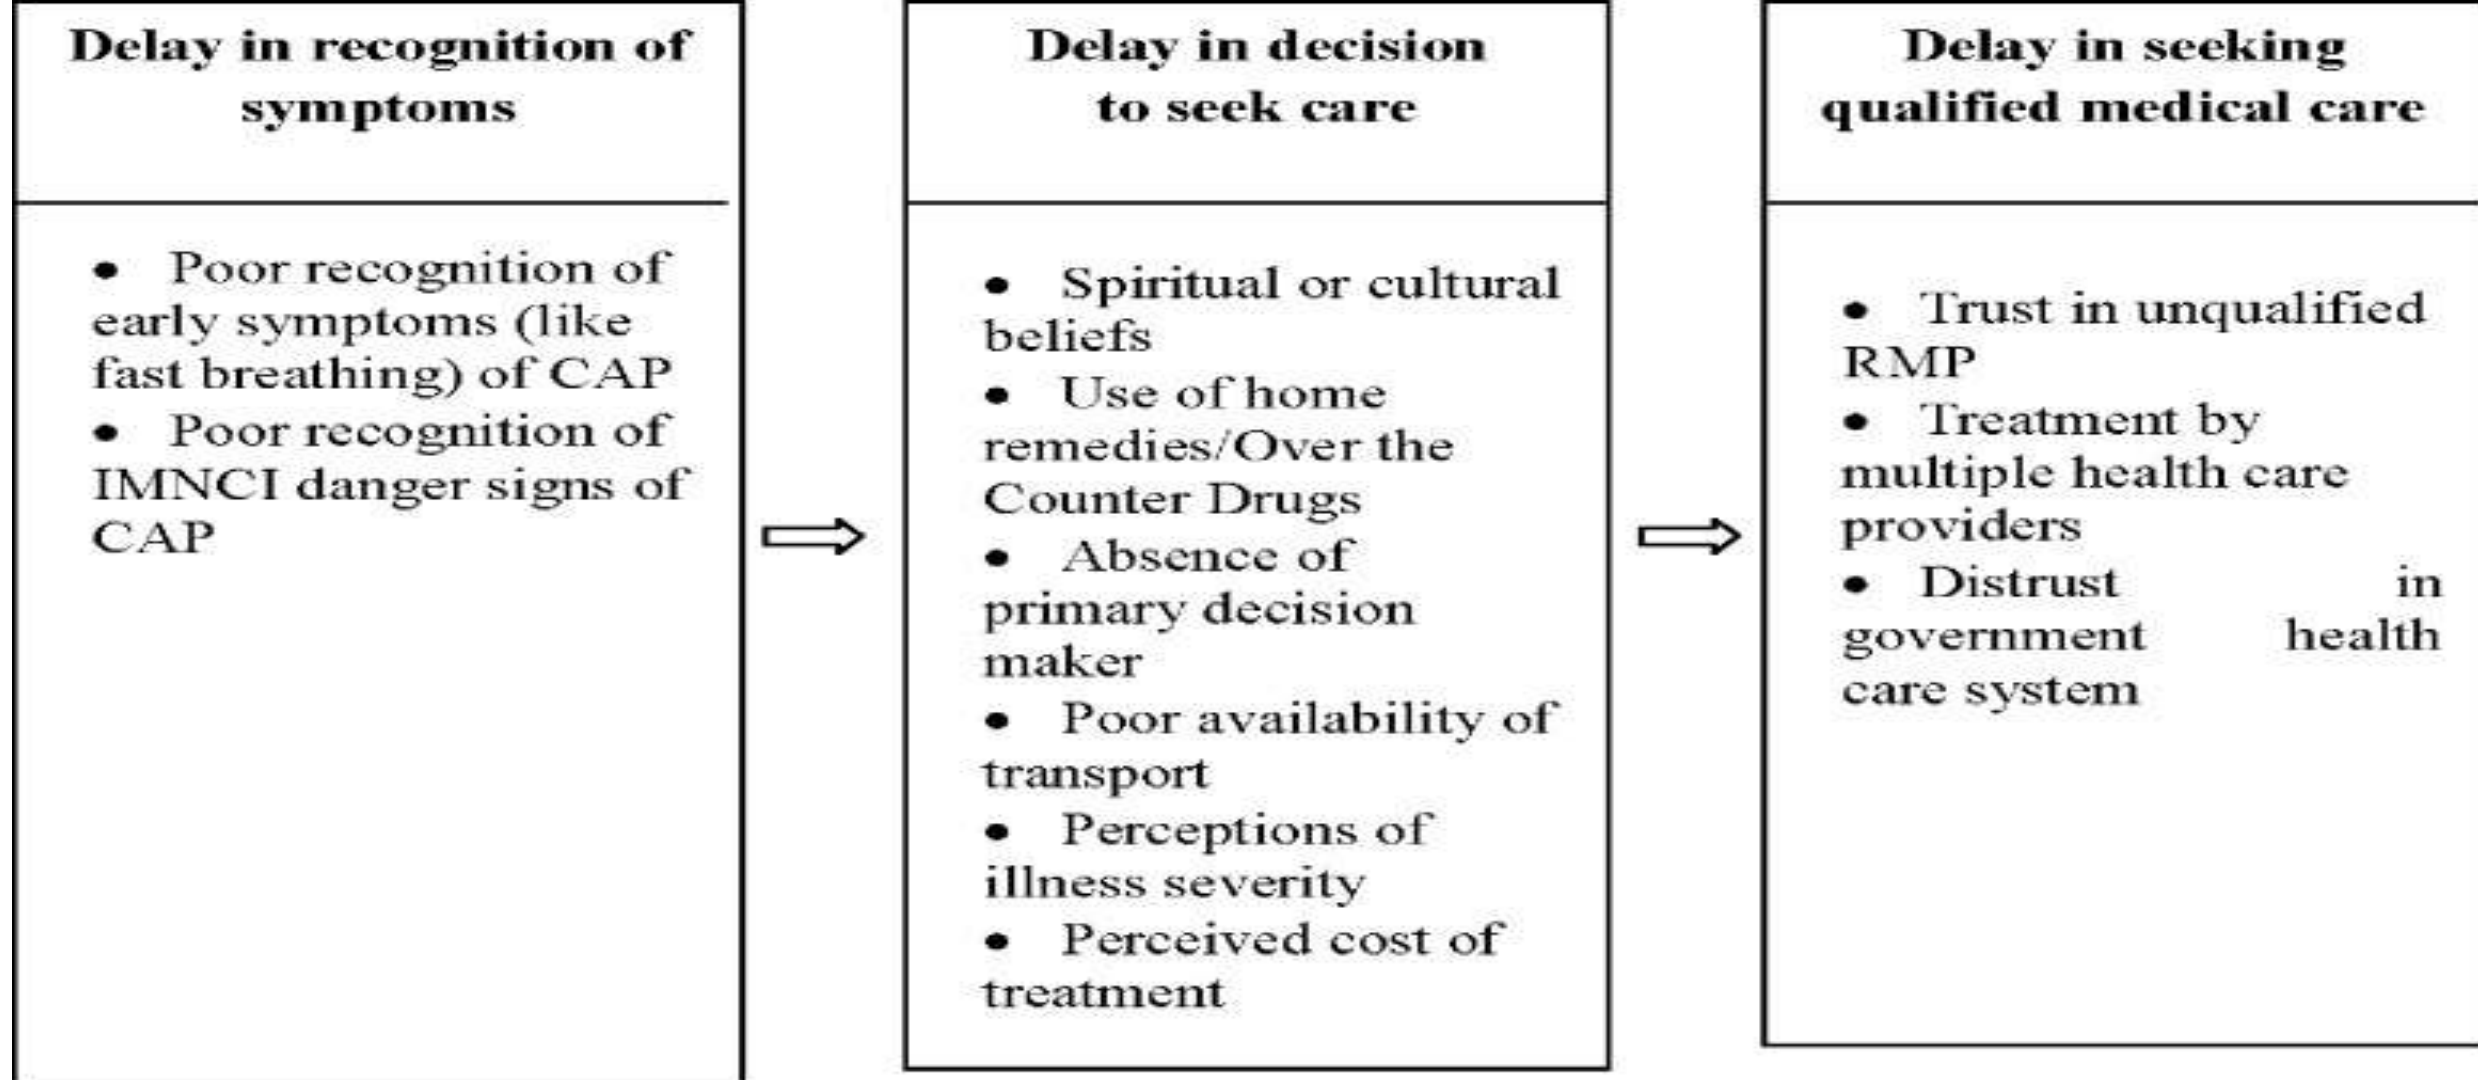 Delay in recognition of
symptoms
● Poor recognition of
early symptoms (like
fast breathing) of CAP
● Poor recognition of
IMNCI danger signs of
CAP
Delay in decision
to seek care
● Spiritual or cultural
beliefs
● Use of home
remedies/Over the
Counter Drugs
● Absence of
primary decision
maker
● Poor availability of
transport
● Perceptions of
illness severity
● Perceived cost of
treatment
Delay in seeking
qualified medical care
● Trust in unqualified
RMP
● Treatment by
multiple health care
providers
● Distrust in
government health
care system